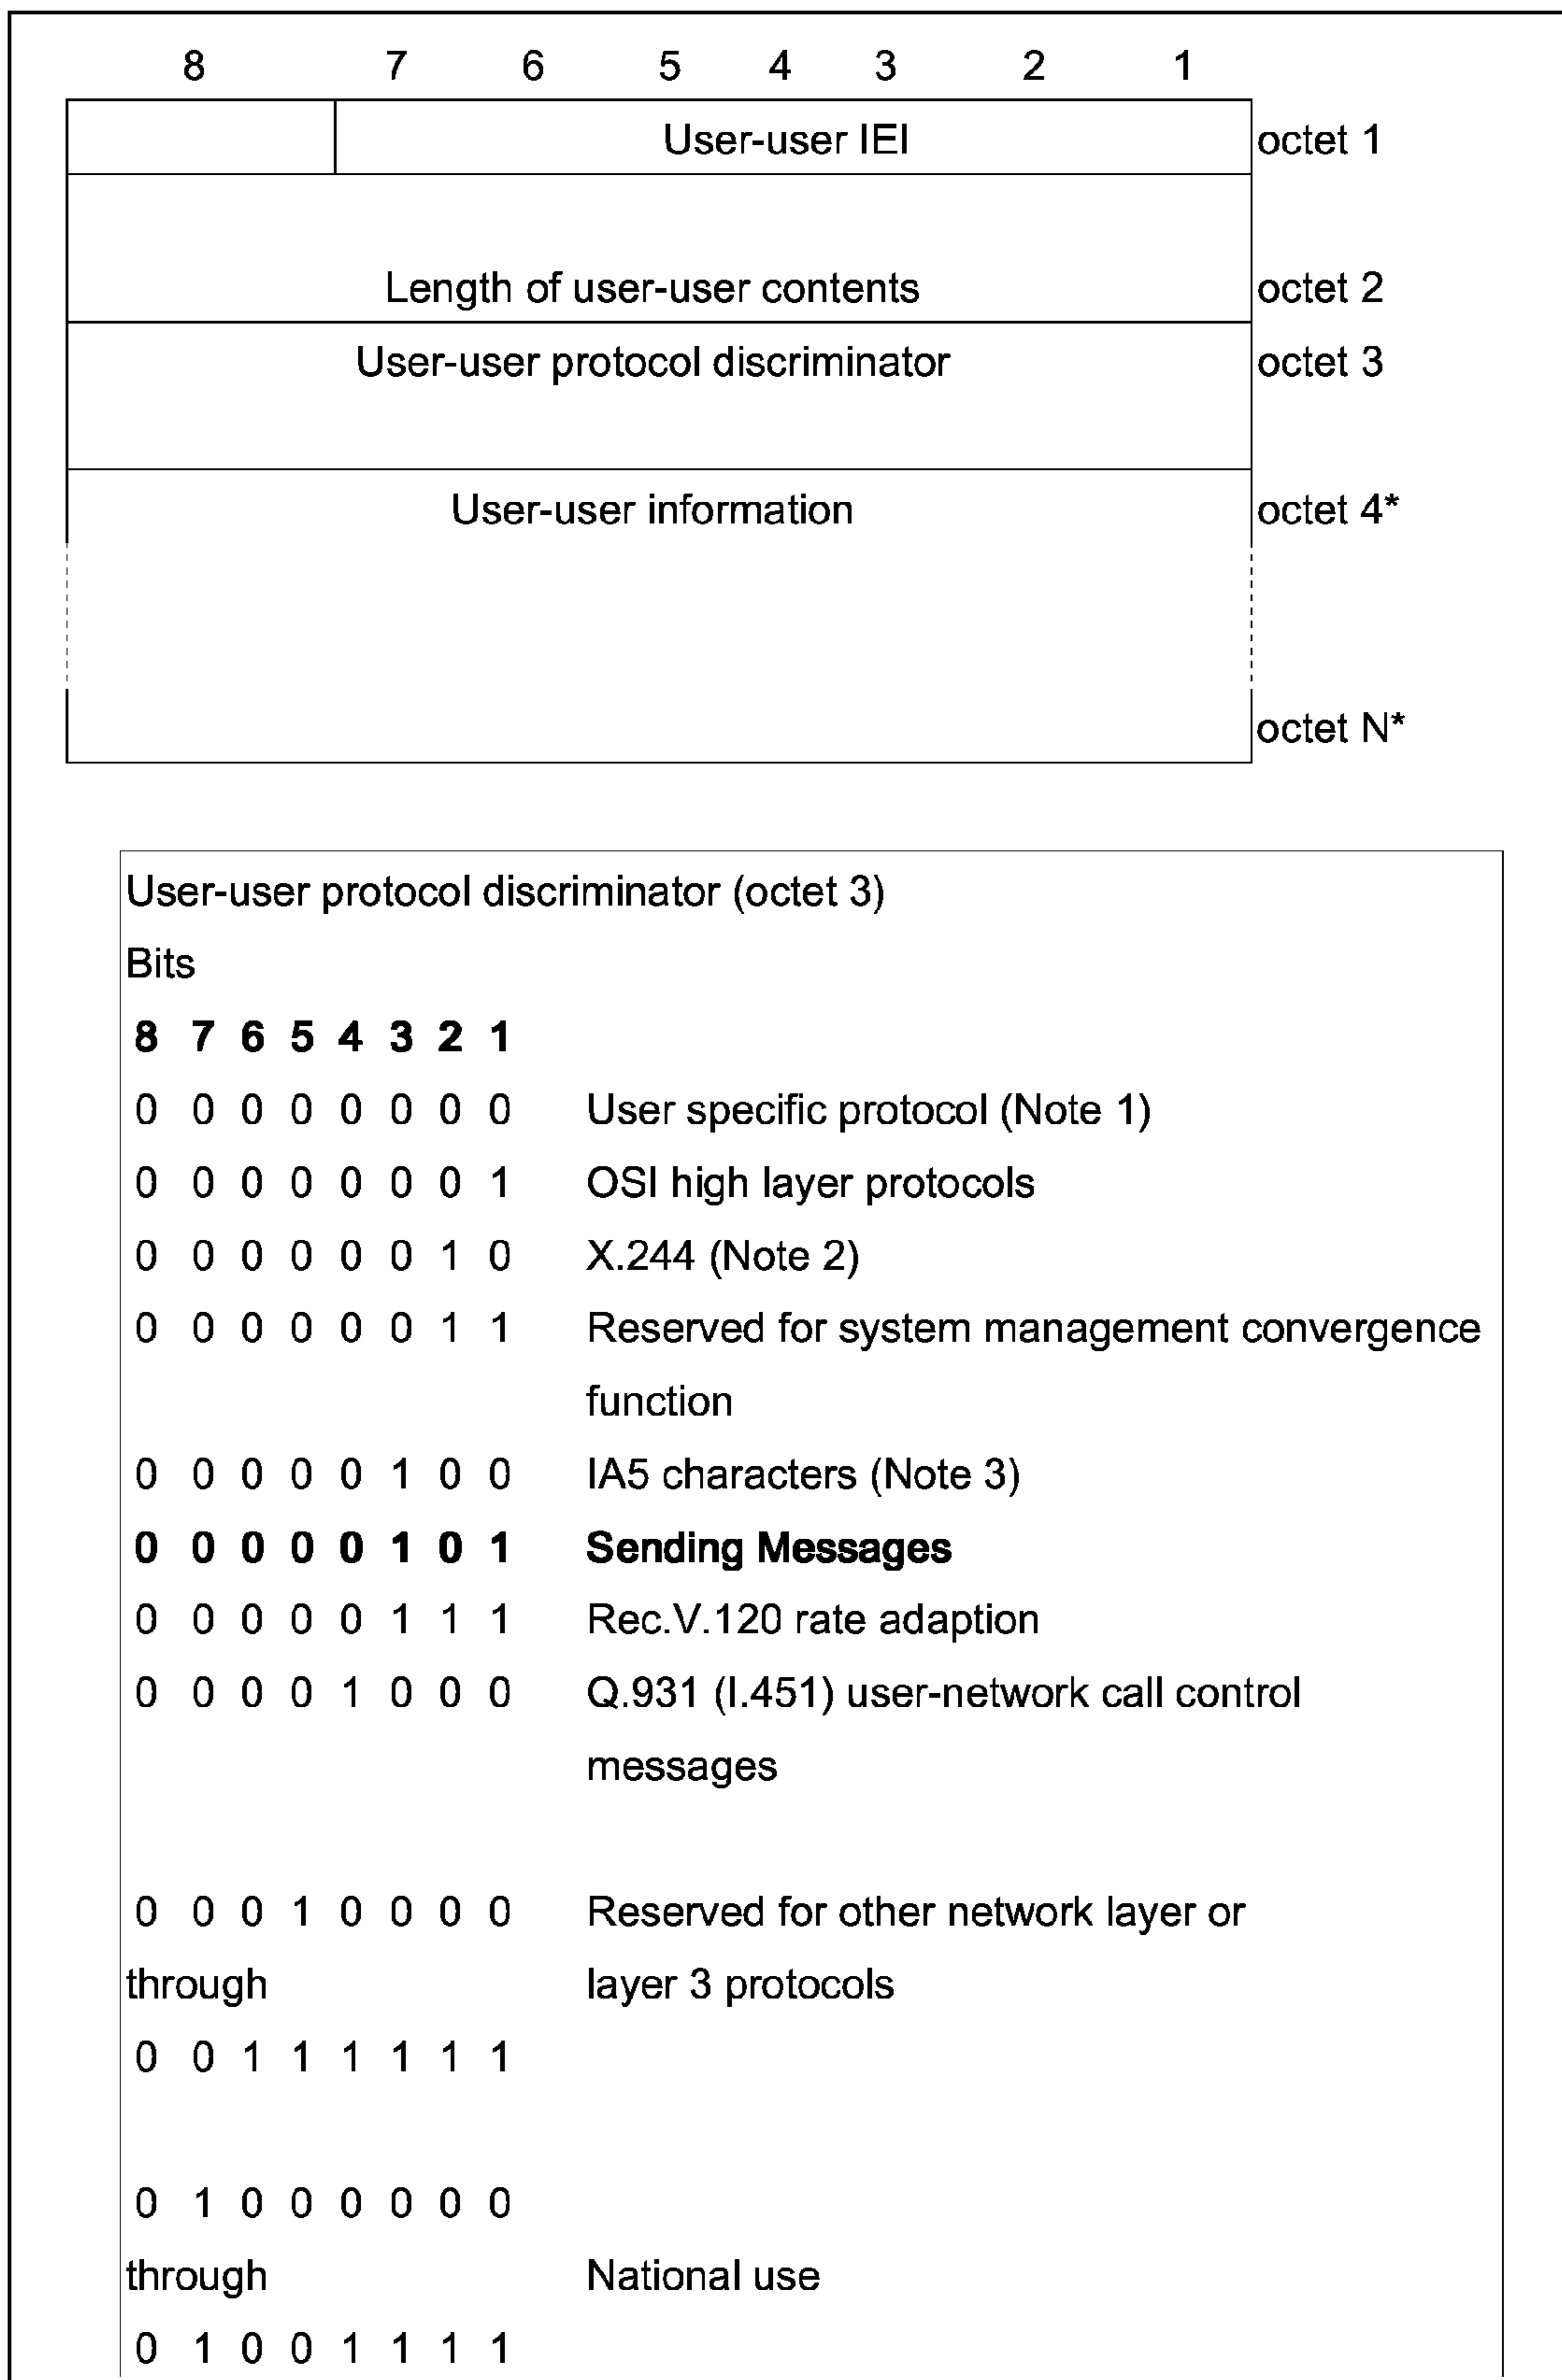 8 7 6 5 4 3 2 1
User-user IEI octet 1
Length of user-user contents octet 2
User-user protocol discriminator octet 3
User-user information octet 4*
octet N*
User-user protocol discriminator (octet 3)
Bits
8 7 6 5 4 3 2 1
0 0 0 0 0 0 0 0 User specific protocol (Note 1)
0 0 0 0 0 0 0 1 OSI high layer protocols
0 0 0 0 0 0 1 0 X.244 (Note 2)
0 0 0 0 0 0 1 1 Reserved for system management convergence
function
0 0 0 0 0 1 0 0 IA5 characters (Note 3)
0 0 0 0 0 1 0 1 Sending Messages
0 0 0 0 0 1 1 1 Rec.V.120 rate adaption
0 0 0 0 1 0 0 0 Q.931 (I.451) user-network call control
messages
0 0 0 1 0 0 0 0 Reserved for other network layer or
through layer 3 protocols
0 0 1 1 1 1 1 1
0 1 0 0 0 0 0 0
through National use
0 1 0 0 1 1 1 1